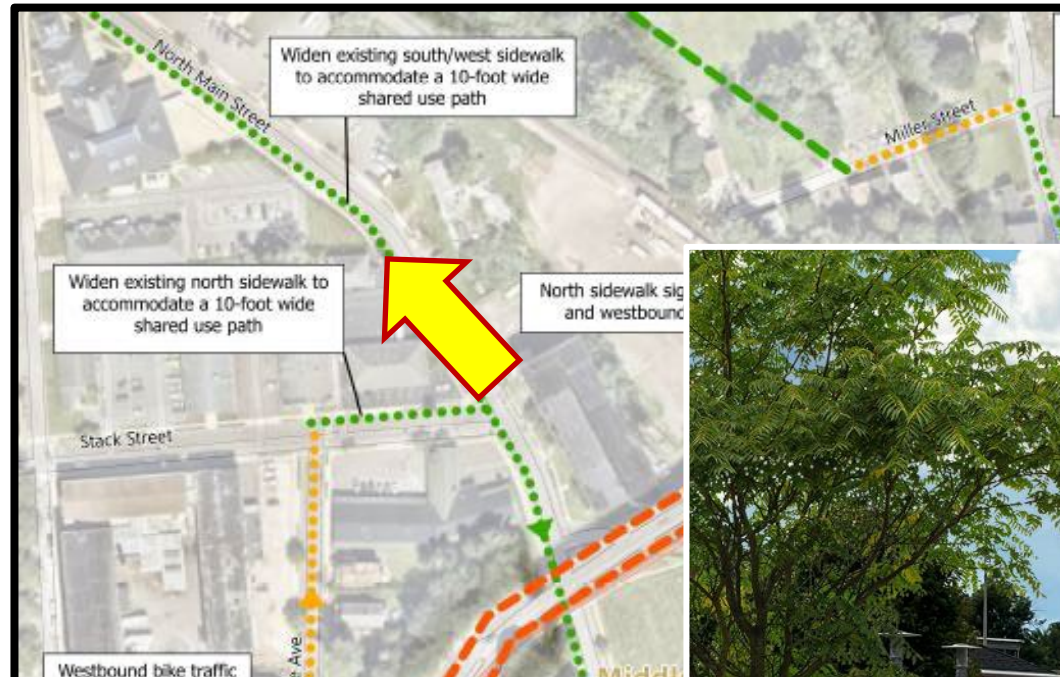 Widen existing south/west sidewalk
to accommodate a 10-foot wide
shared use path
North Main Street
Miller Street
Widen existing north sidewalk to
accommodate a 10-foot wide
shared use path
North sidewalk sig
and westbound
Stack Street
Ave
Westbound bike traffic
Middle